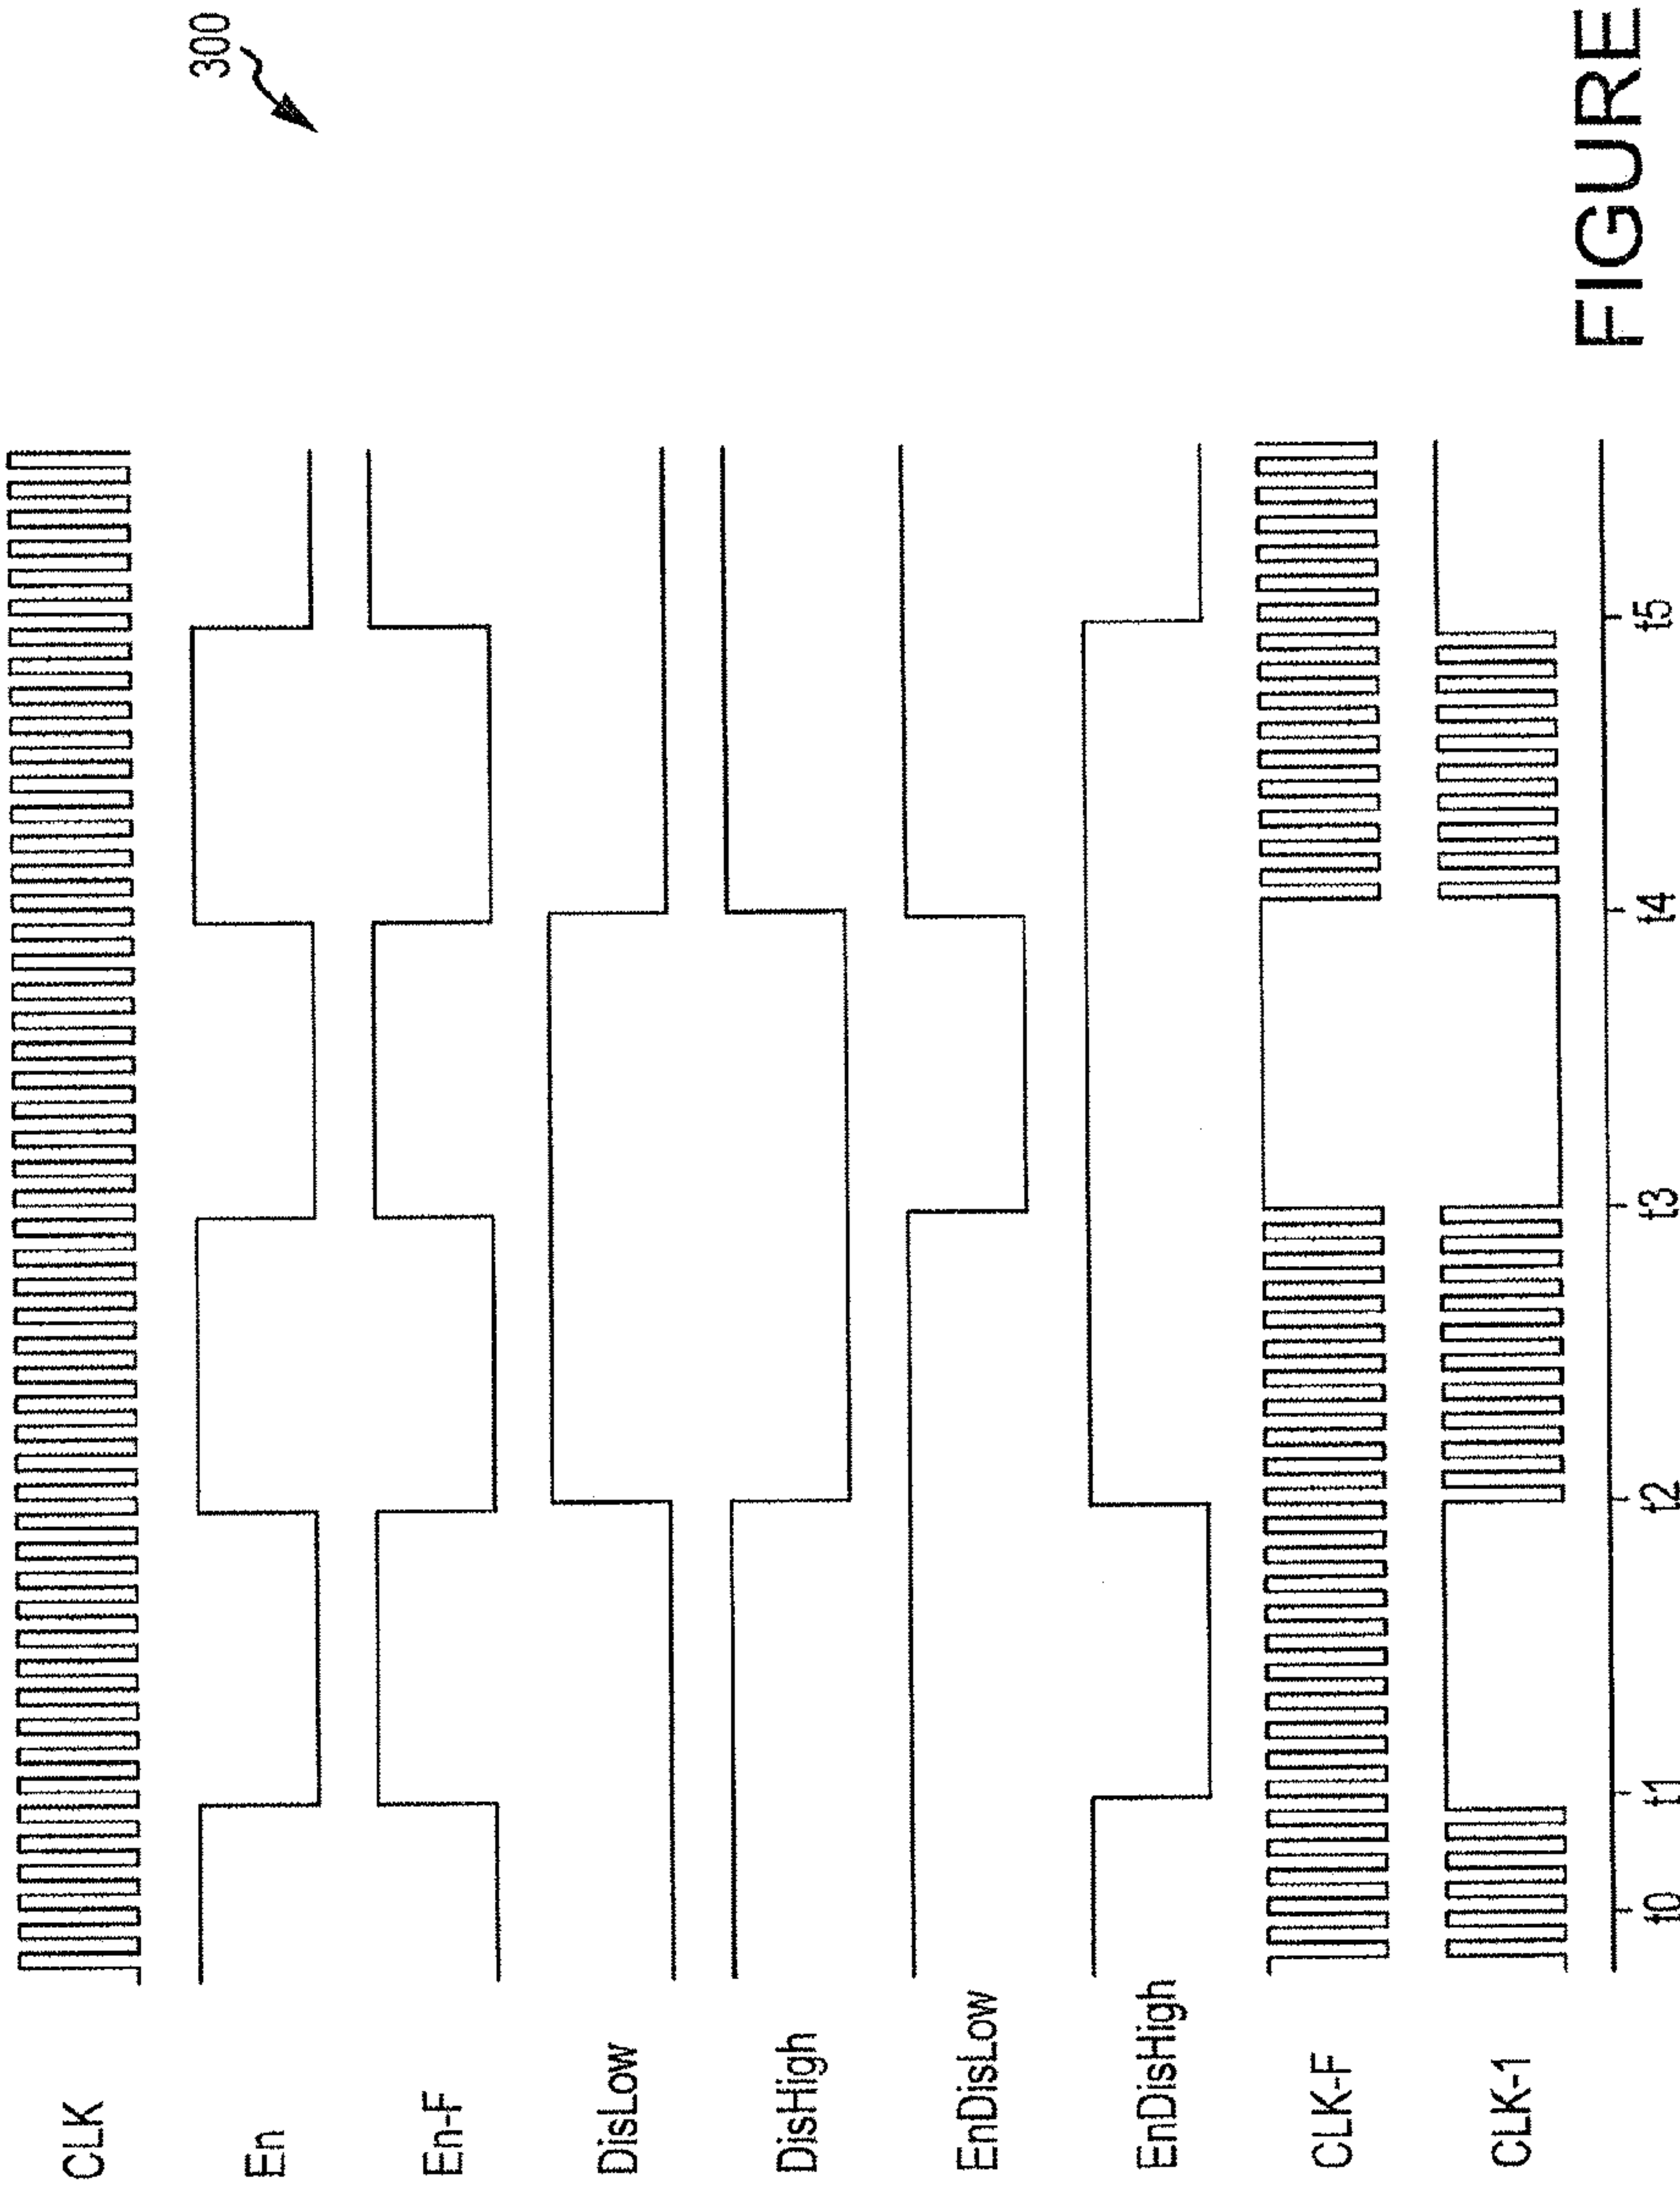 300
CLK
En
En-F
DisLow
DisHigh
EnDisLow
EnDisHigh
CLK-F
CLK-1
t0 t1 t2 t3 t4 t5
FIGURE